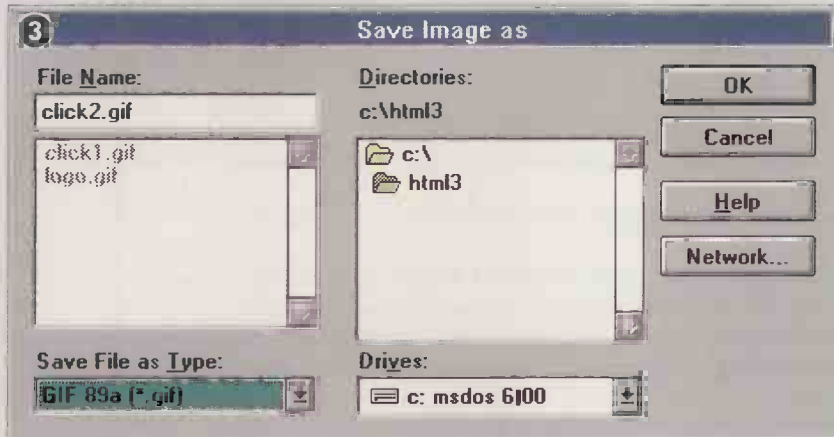 3
Save Image as
File Name:
click2.gif
click1.gif
logo.gif
Save File as Type:
GIF 89a (*.gif)
Directories:
c:\html3
c:\
html3
Drives:
c: msdos 6|00
OK
Cancel
Help
Network...